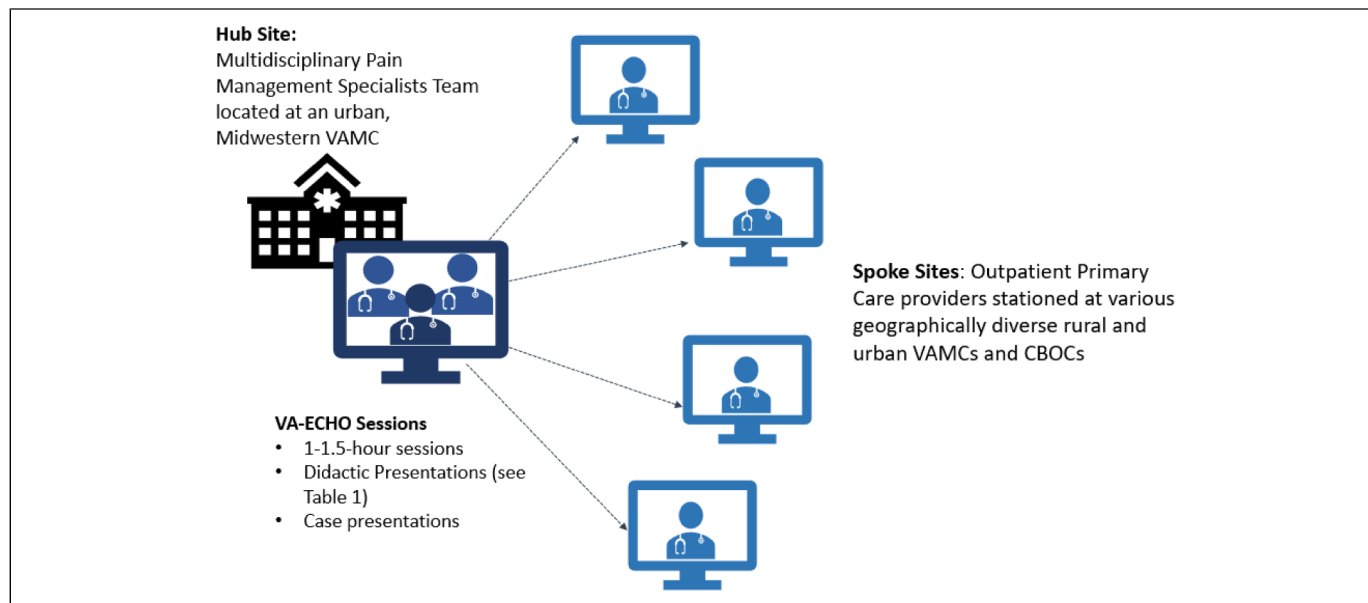 Hub Site:
Multidisciplinary Pain
Management Specialists Team
located at an urban,
Midwestern VAMC
Spoke Sites: Outpatient Primary
Care providers stationed at various
geographically diverse rural and
urban VAMCs and CBOCs
VA-ECHO Sessions
• 1-1.5-hour sessions
• Didactic Presentations (see
Table 1)
• Case presentations